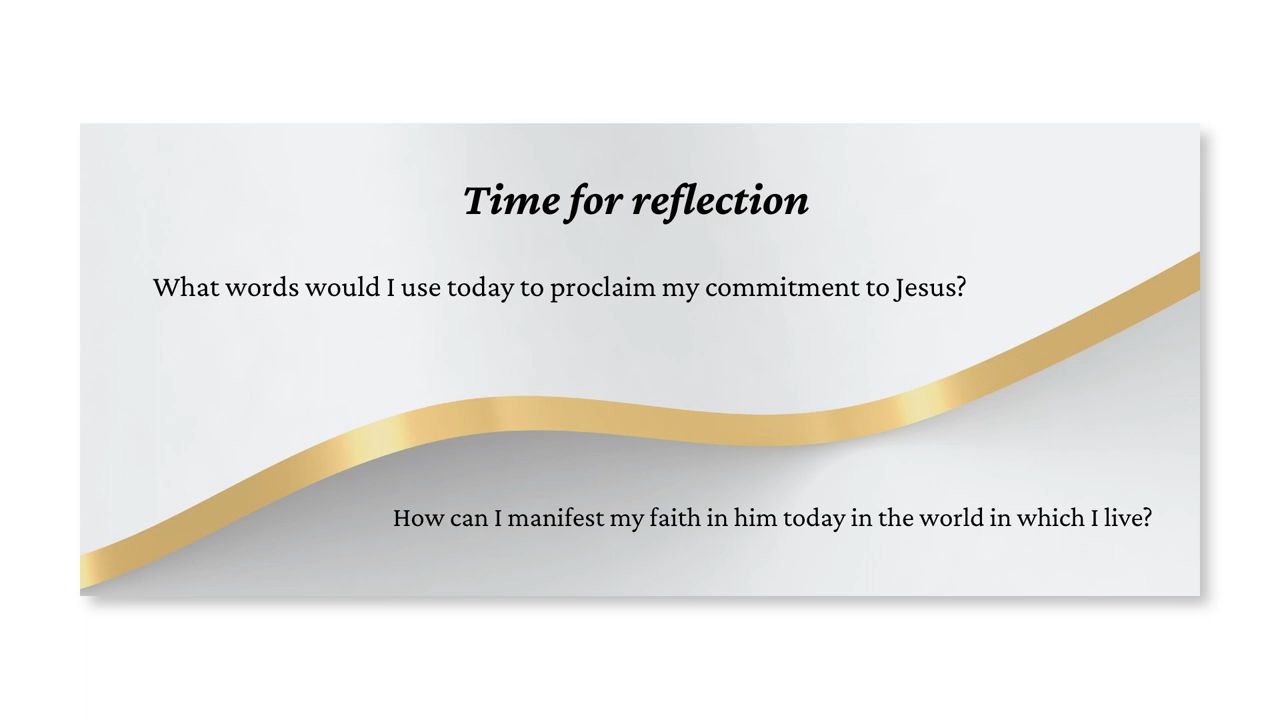 Time for reflection
What words would I use today to proclaim my commitment to Jesus?
How can I manifest my faith in him today in the world in which I live?